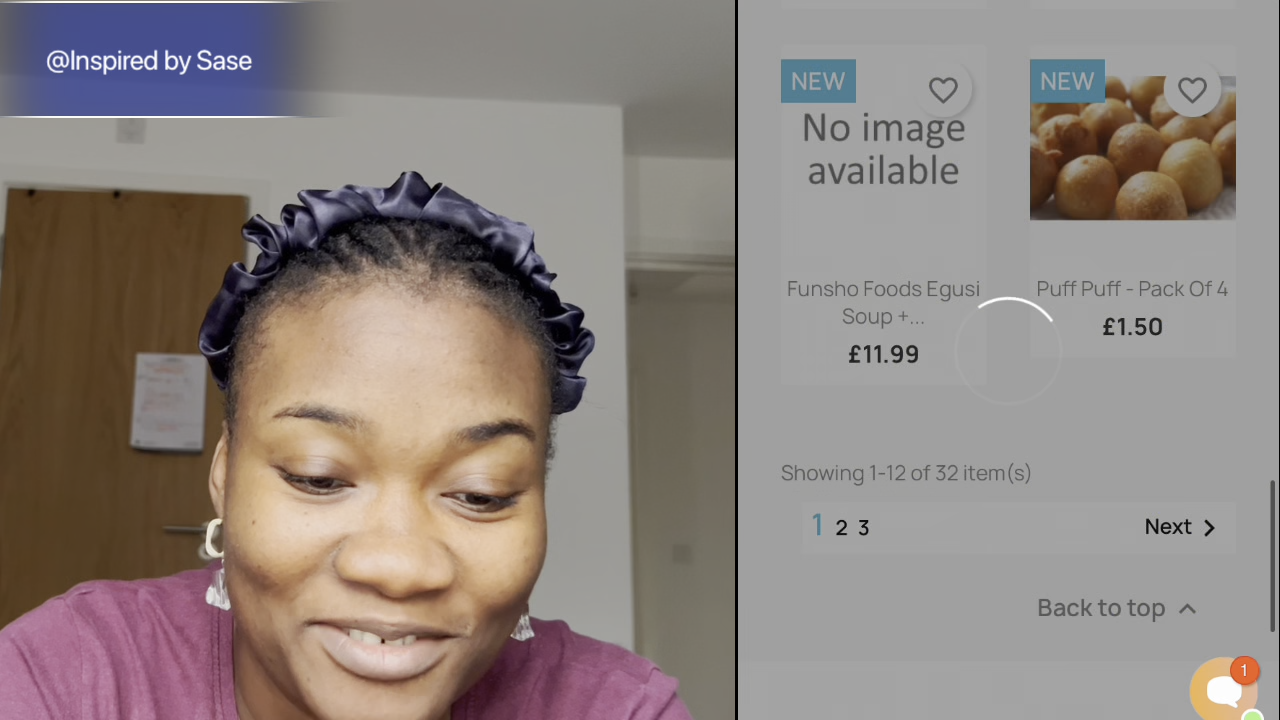 @Inspired by Sase
NEW
No image
available
Funsho Foods Egusi
Soup +...
£11.99
NEW
Puff Puff - Pack Of 4
£1.50
Showing 1-12 of 32 item(s)
1 2 3
Next
Back to top
1